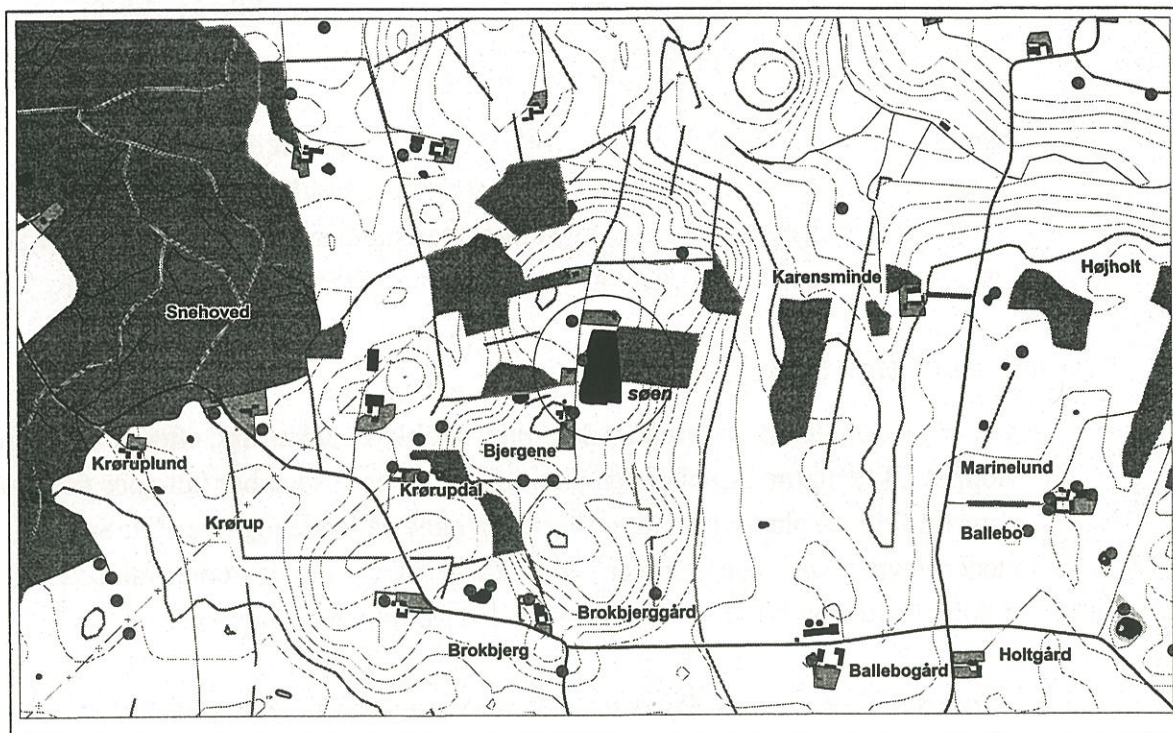 Karensminde
Højholt
Snehoved
søen
Bjergene
Krøruplund
Krørupdal
Marinelund
Krørup
Ballebo
Brokbjerggård
Brokbjerg
Ballebogård
Holtgård